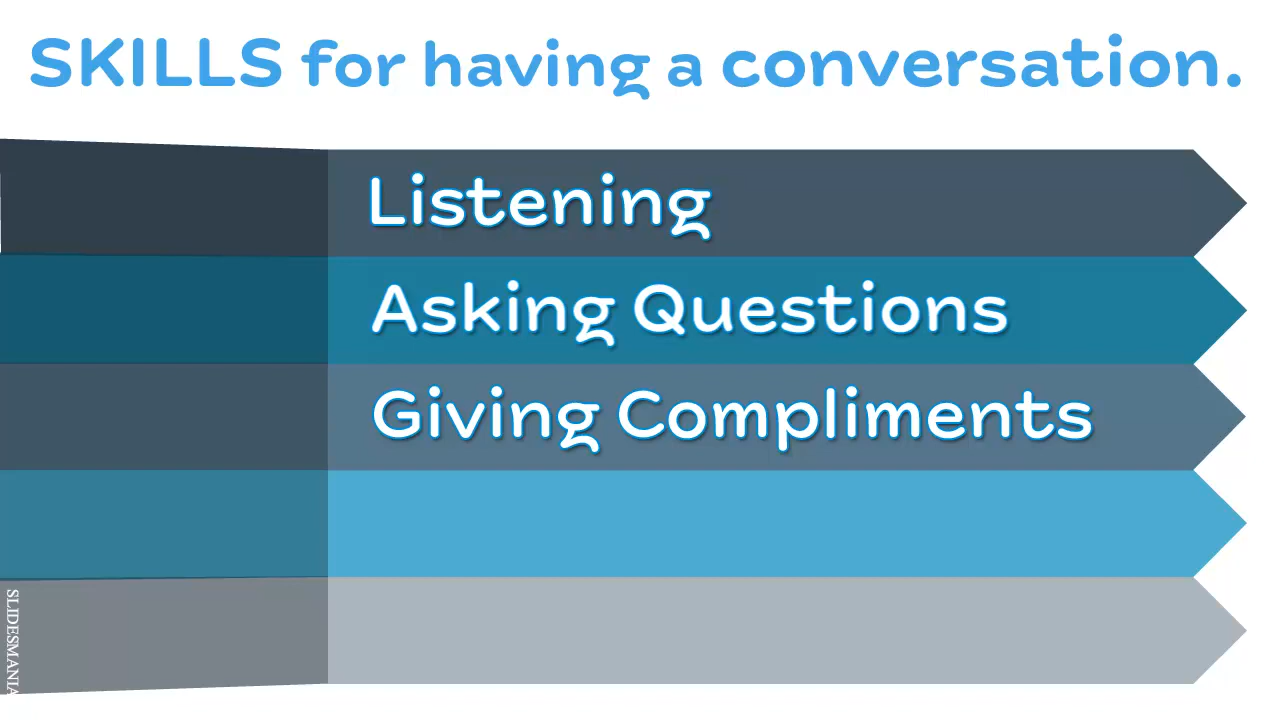 SKILLS for having a conversation.
Listening
Asking Questions
Giving Compliments
SLIDESMANIA